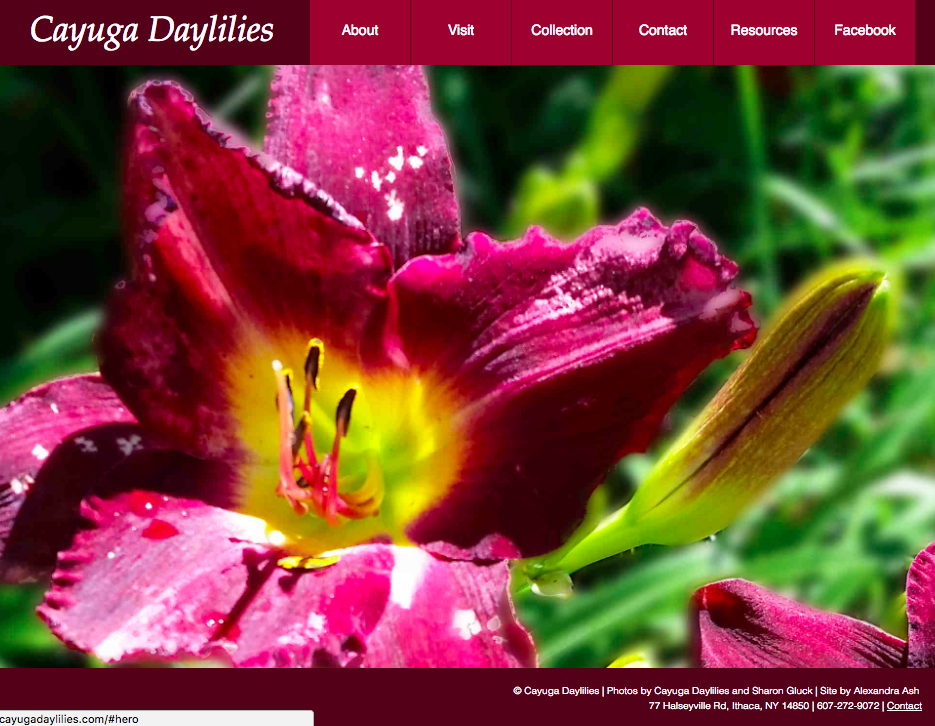 Cayuga Daylilies
About
Visit
Collection
Contact
Resources
Facebook
© Cayuga Daylilies | Photos by Cayuga Daylilies and Sharon Gluck | Site by Alexandra Ash
77 Halseyville Rd, Ithaca, NY 14850 | 607-272-9072 | Contact
cayugadaylilies.com/#hero